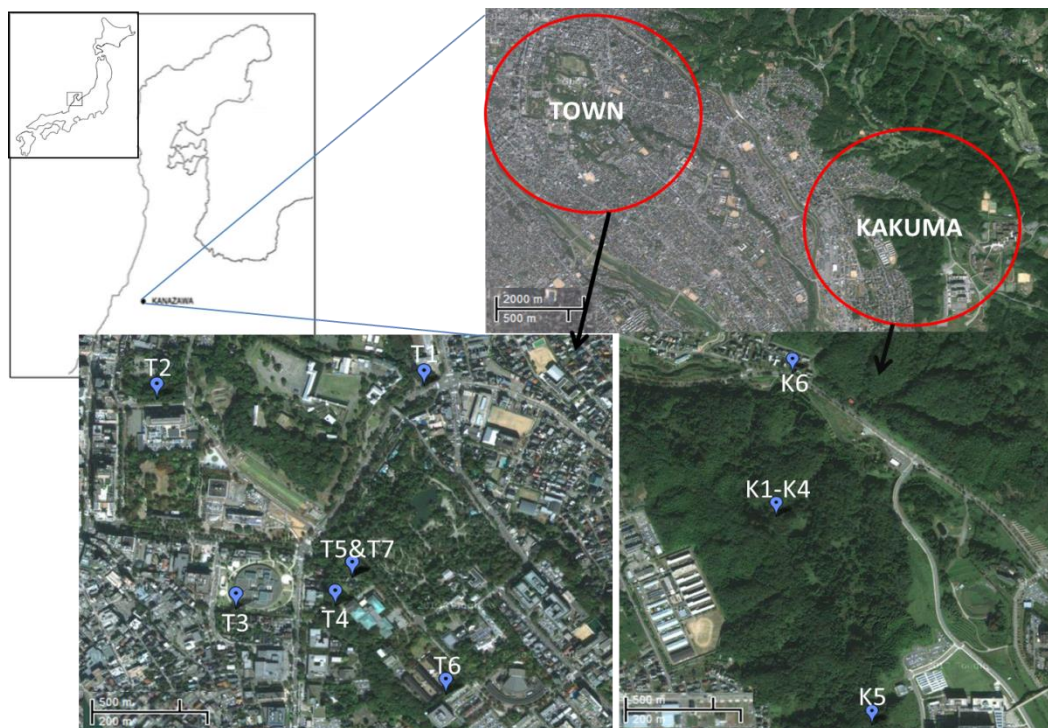 TOWN
KAKUMA
KANAZAWA
2000 m
500 m
T2
T1
T5&T7
T3
T4
T6
500 m
200 m
K6
K1-K4
K5
500 m
200 m